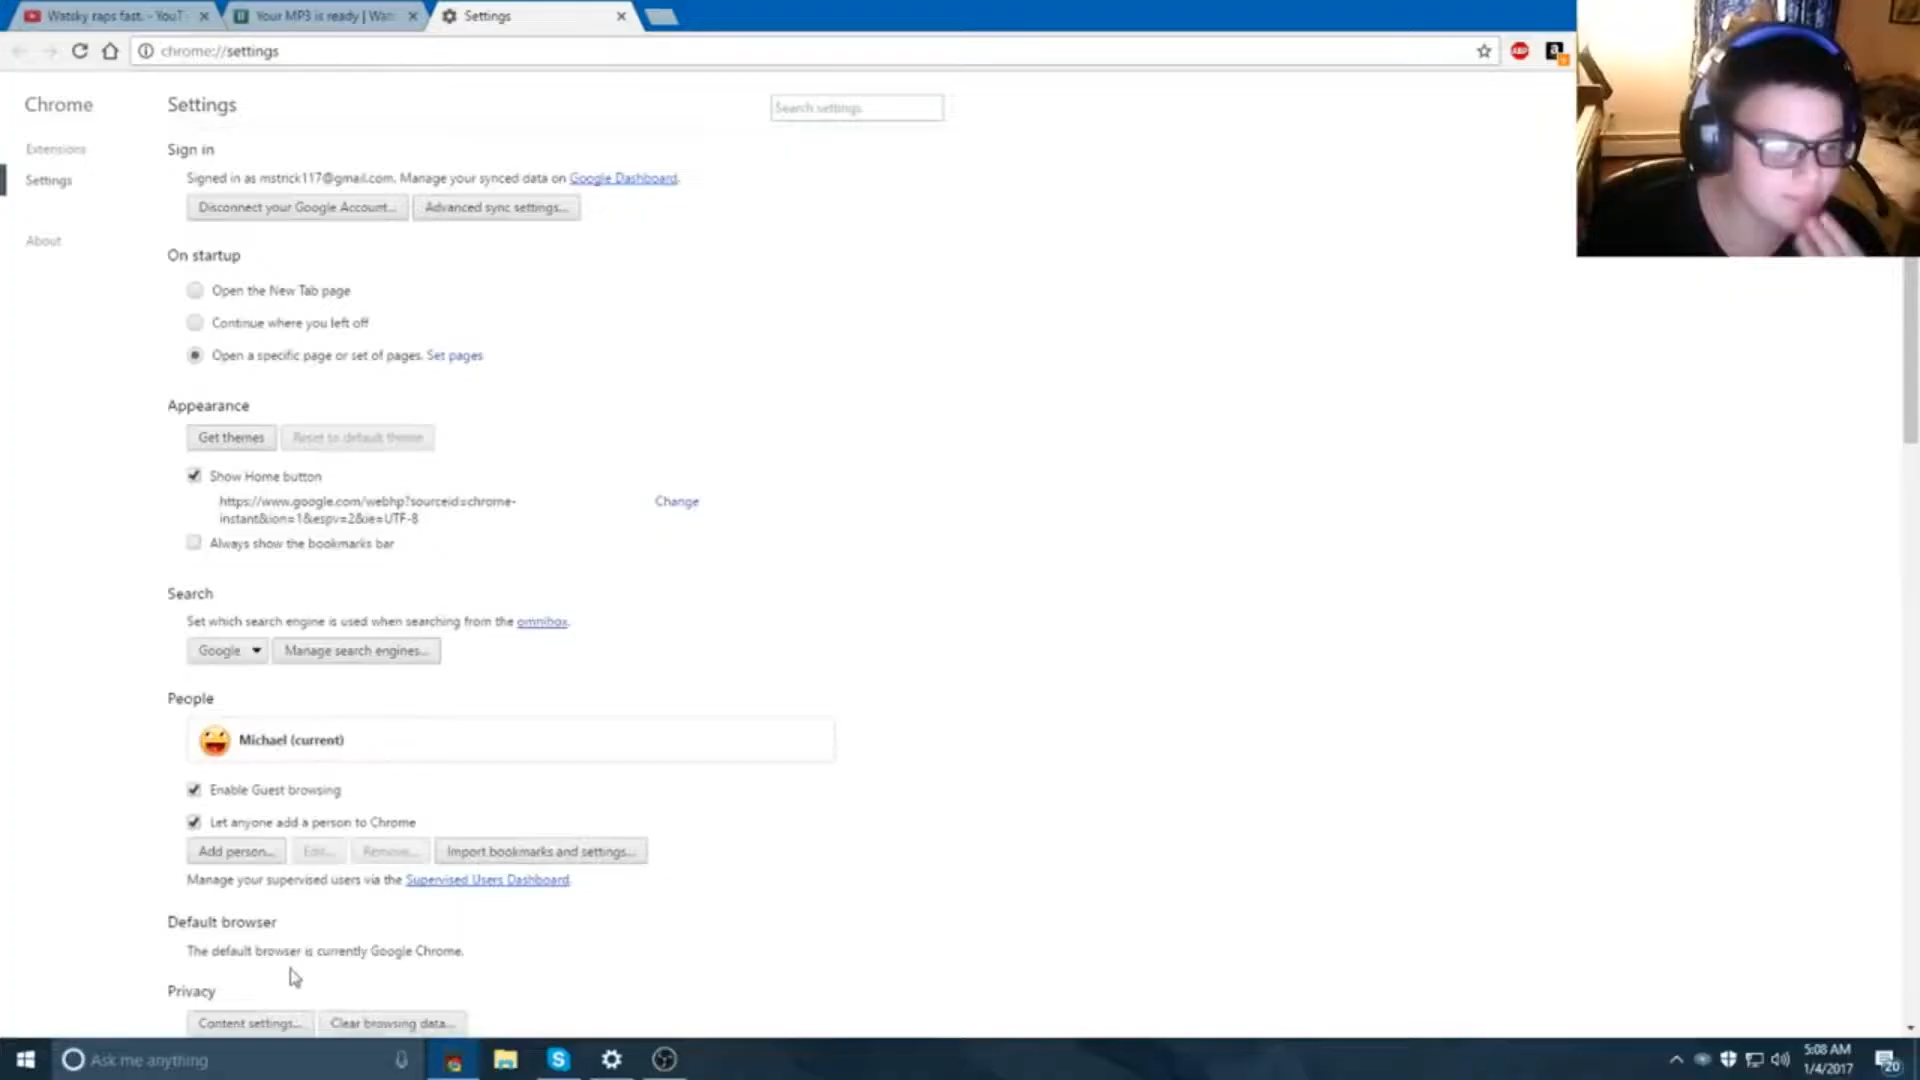 Watsky raps fast. - YouT
Your MP3 is ready | Wats
Settings
chrome://settings
Chrome
Settings
Search settings
Extensions
Settings
About
Sign in
Signed in as mstrick117@gmail.com. Manage your synced data on Google Dashboard.
Disconnect your Google Account...
Advanced sync settings...
On startup
Open the New Tab page
Continue where you left off
Open a specific page or set of pages. Set pages
Appearance
Get themes
Reset to default theme
Show Home button
https://www.google.com/webhp?sourceid=chrome-
instant&ion=1&espv=2&ie=UTF-8
Change
Always show the bookmarks bar
Search
Set which search engine is used when searching from the omnibox.
Google
Manage search engines...
People
Michael (current)
Enable Guest browsing
Let anyone add a person to Chrome
Add person...
Edit...
Remove...
Import bookmarks and settings...
Manage your supervised users via the Supervised Users Dashboard.
Default browser
The default browser is currently Google Chrome.
Privacy
Content settings...
Clear browsing data...
Ask me anything
5:08 AM
1/4/2017
20
ABP